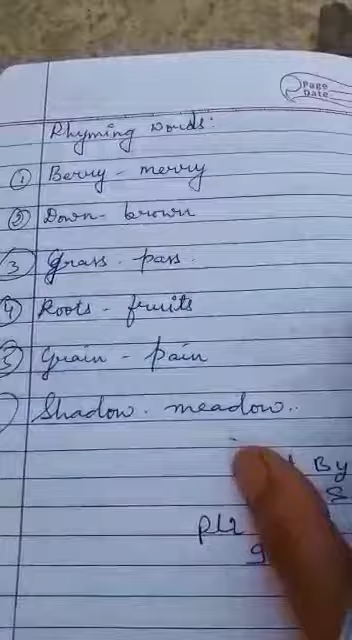 Page
Date
Rhyming words:
① Berry - merry
② Down - brown
③ Grass - pass.
④ Roots - fruits
⑤ Grain - pain
Shadow - meadow..
By
S